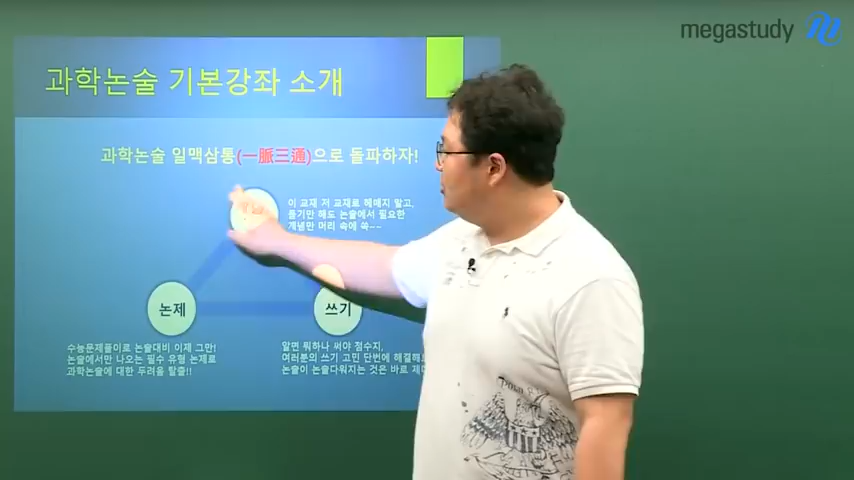 megastudy
과학논술 기본강좌 소개
과학논술 일맥삼통(一脈三通)으로 돌파하자!
이 교재 저 교재로 헤매지 말고,
듣기만 해도 논술에서 필요한
개념만 머리 속에 쏙~~
논제
쓰기
수능문제풀이로 논술대비 이제 그만!
논술에서만 나오는 필수 유형 논제로
과학논술에 대한 두려움 탈출!!
알면 뭐하나 써야 점수지,
여러분의 쓰기 고민 단번에 해결해
논술이 논술다워지는 것은 바로